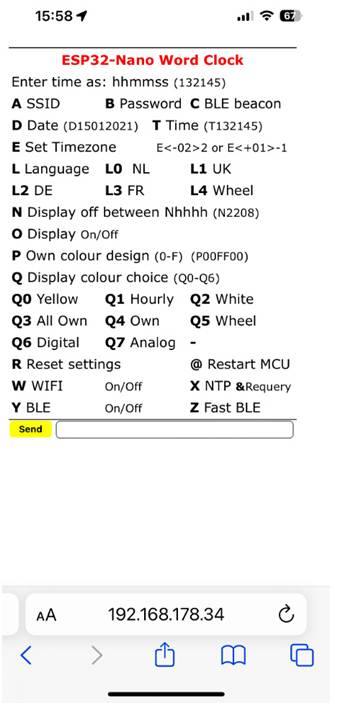 15:58
67
ESP32-Nano Word Clock
Enter time as: hhmmss (132145)
A SSID B Password C BLE beacon
D Date (D15012021) T Time (T132145)
E Set Timezone E<-02>2 or E<+01>-1
L Language L0 NL L1 UK
L2 DE L3 FR L4 Wheel
N Display off between Nhhhh (N2208)
O Display On/Off
P Own colour design (0-F) (P00FF00)
Q Display colour choice (Q0-Q6)
Q0 Yellow Q1 Hourly Q2 White
Q3 All Own Q4 Own Q5 Wheel
Q6 Digital Q7 Analog -
R Reset settings @ Restart MCU
W WIFI On/Off X NTP &Requery
Y BLE On/Off Z Fast BLE
Send
AA 192.168.178.34